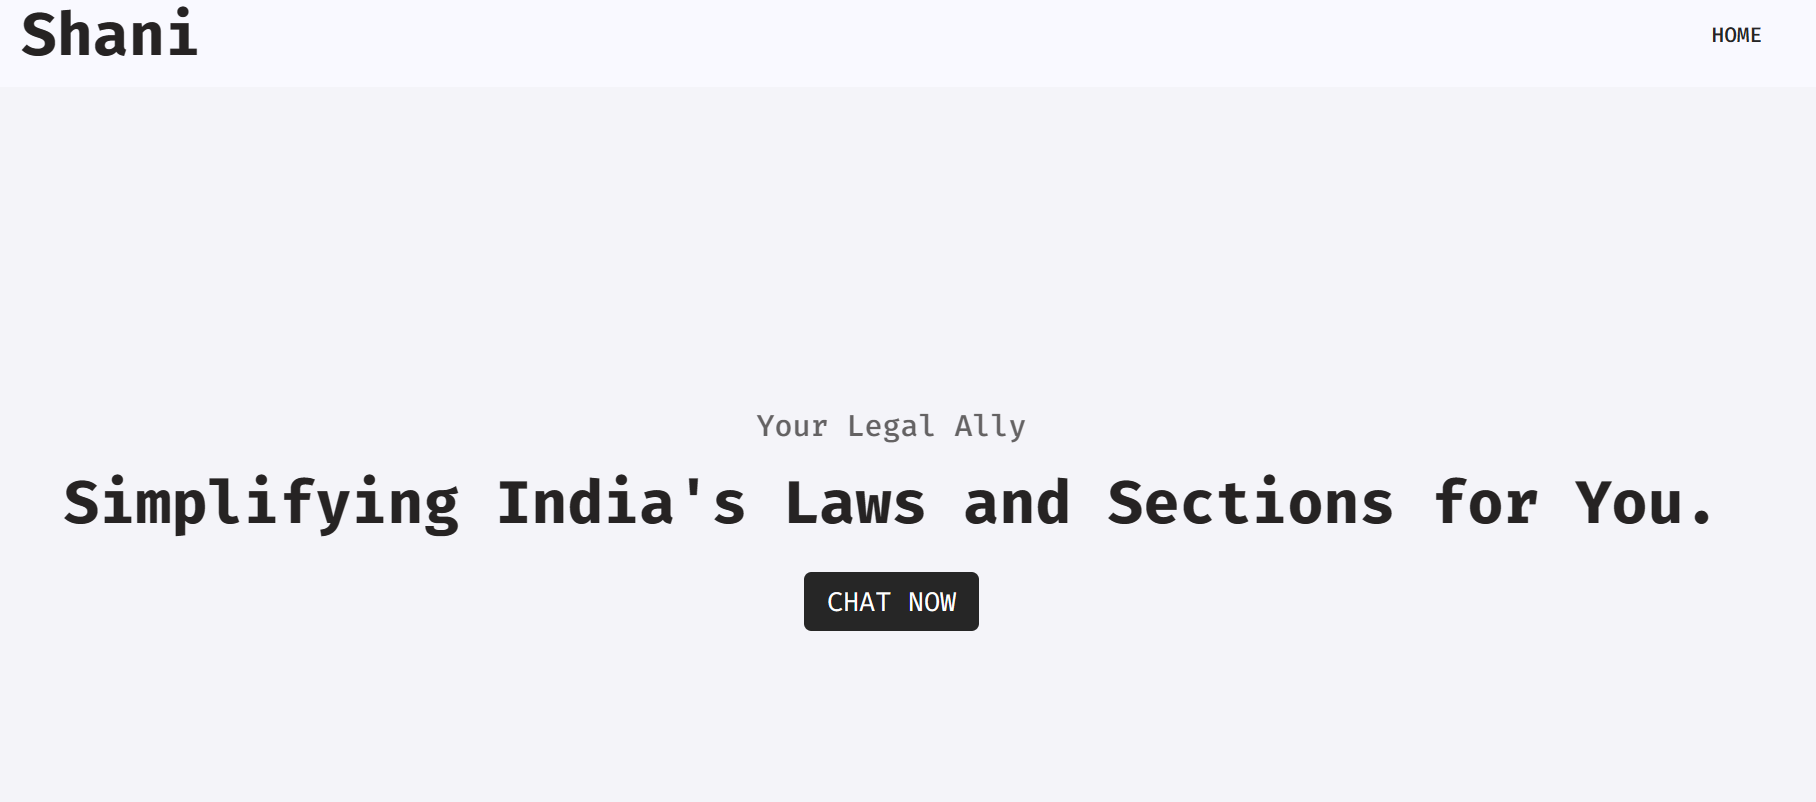 Shani
HOME
Your Legal Ally
Simplifying India's Laws and Sections for You.
CHAT NOW